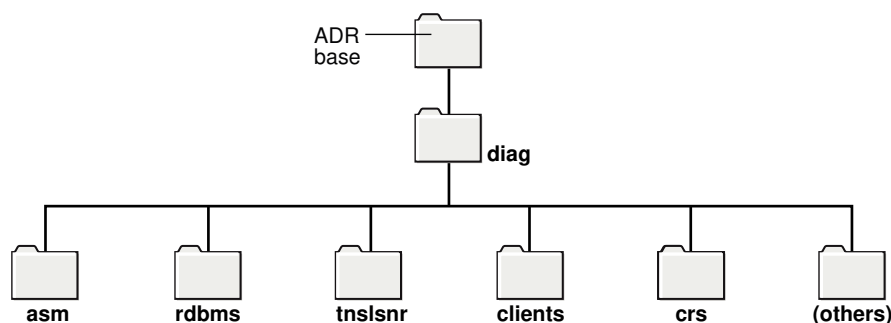 ADR
base
diag
asm
rdbms
tnslsnr
clients
crs
(others)